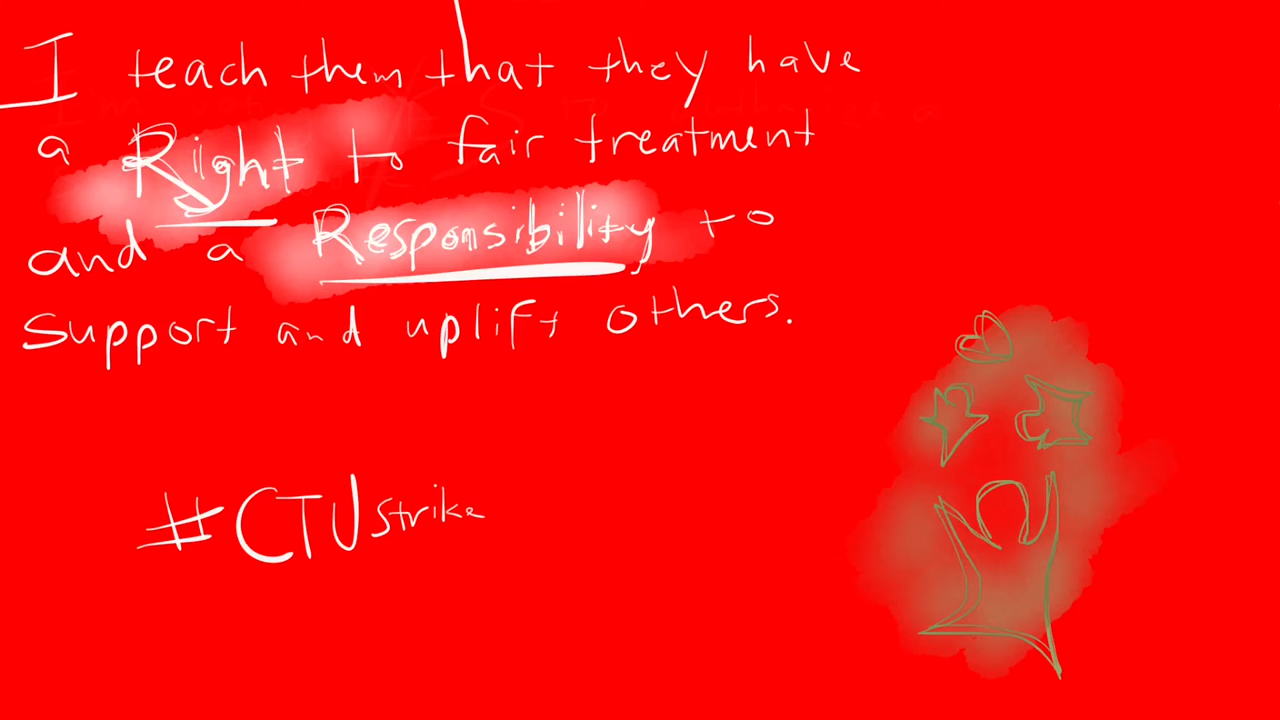 I teach them that they have
a Right to fair treatment
and a Responsibility to
support and uplift others.
#CTUstrike